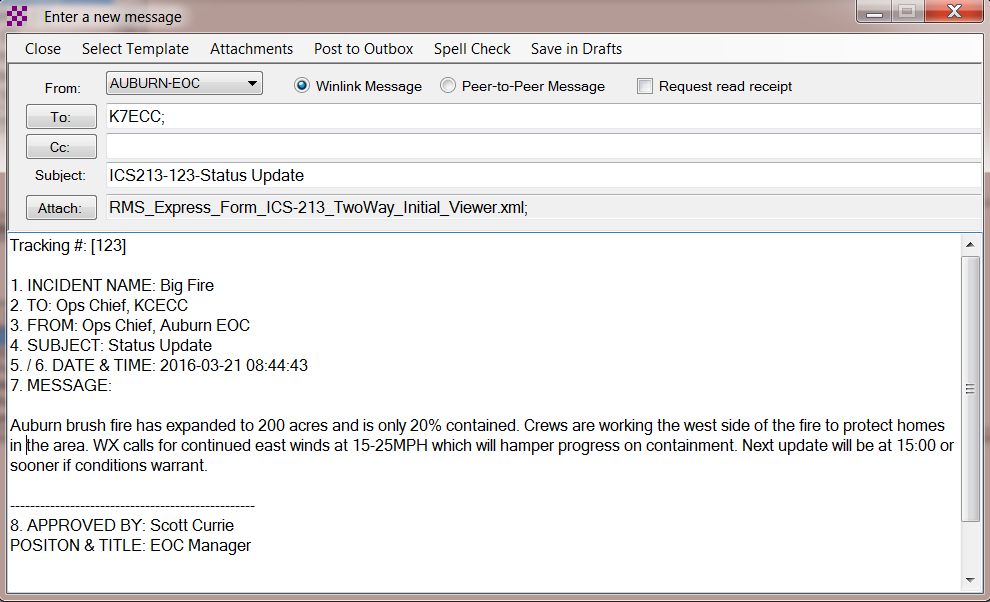 Enter a new message
Close Select Template Attachments Post to Outbox Spell Check Save in Drafts
From: AUBURN-EOC Winlink Message Peer-to-Peer Message Request read receipt
To: K7ECC;
Cc:
Subject: ICS213-123-Status Update
Attach: RMS_Express_Form_ICS-213_TwoWay_Initial_Viewer.xml;
Tracking #: [123]
1. INCIDENT NAME: Big Fire
2. TO: Ops Chief, KCECC
3. FROM: Ops Chief, Auburn EOC
4. SUBJECT: Status Update
5. / 6. DATE & TIME: 2016-03-21 08:44:43
7. MESSAGE:
Auburn brush fire has expanded to 200 acres and is only 20% contained. Crews are working the west side of the fire to protect homes
in the area. WX calls for continued east winds at 15-25MPH which will hamper progress on containment. Next update will be at 15:00 or
sooner if conditions warrant.
-------------------------------------------------
8. APPROVED BY: Scott Currie
POSITON & TITLE: EOC Manager